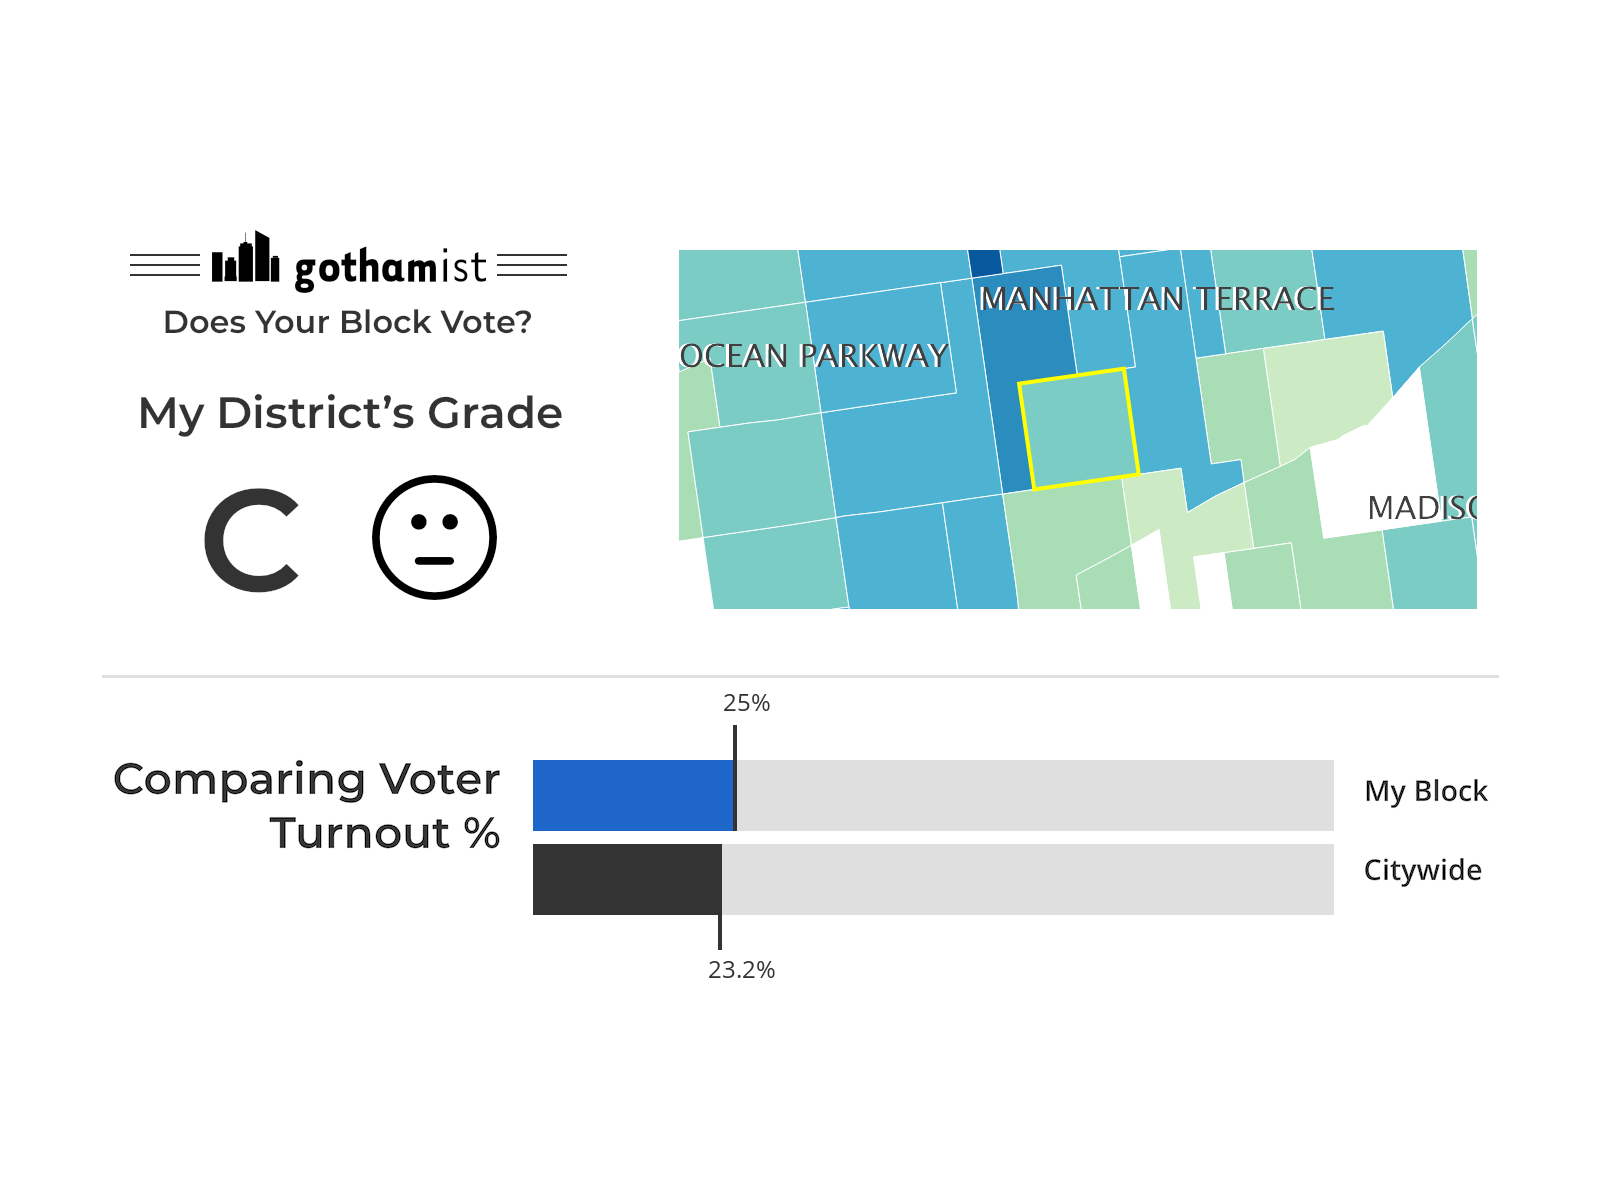 gothamist
Does Your Block Vote?
My District’s Grade
C
MANHATTAN TERRACE
OCEAN PARKWAY
MADISC
25%
Comparing Voter
Turnout %
My Block
Citywide
23.2%